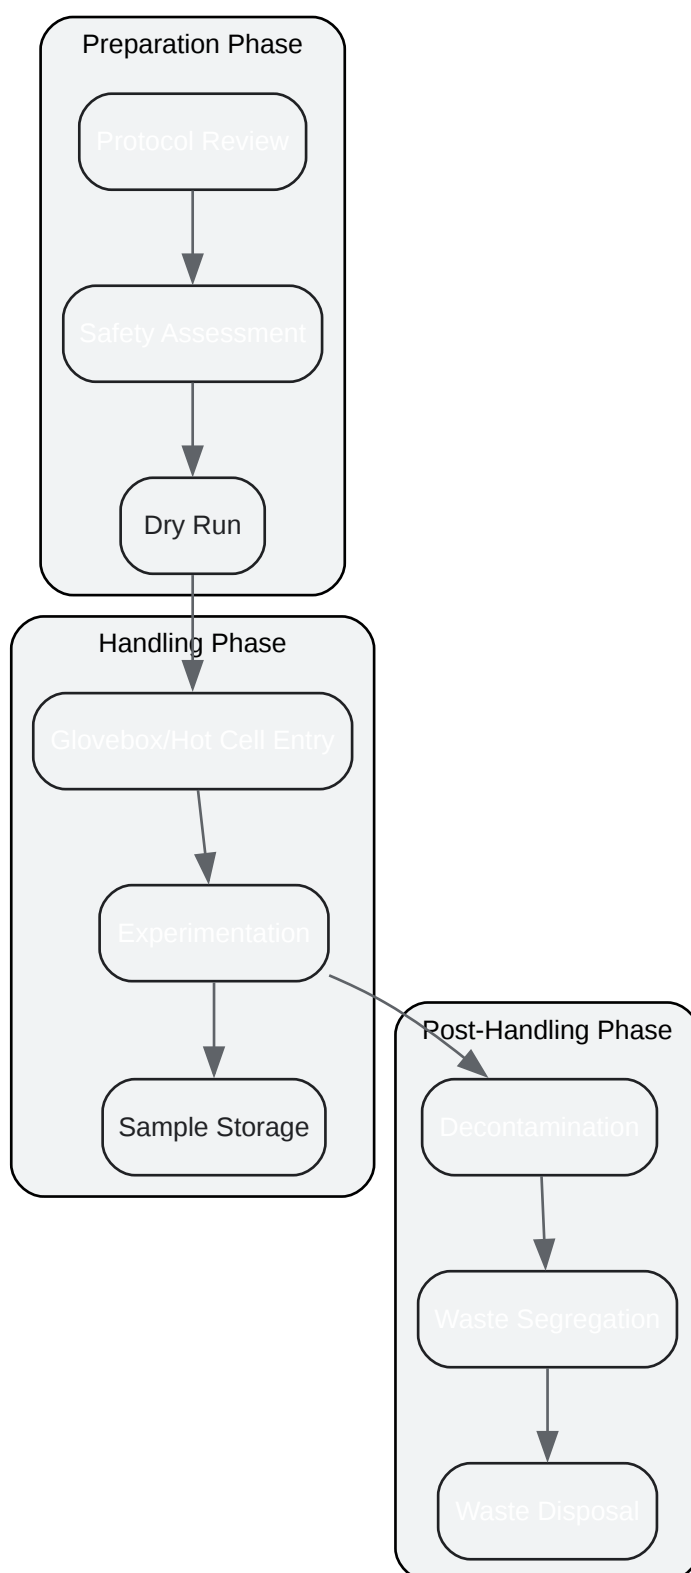 Preparation Phase
Protocol Review
Safety Assessment
Dry Run
Handling Phase
Glovebox/Hot Cell Entry
Experimentation
Sample Storage
Post-Handling Phase
Decontamination
Waste Segregation
Waste Disposal